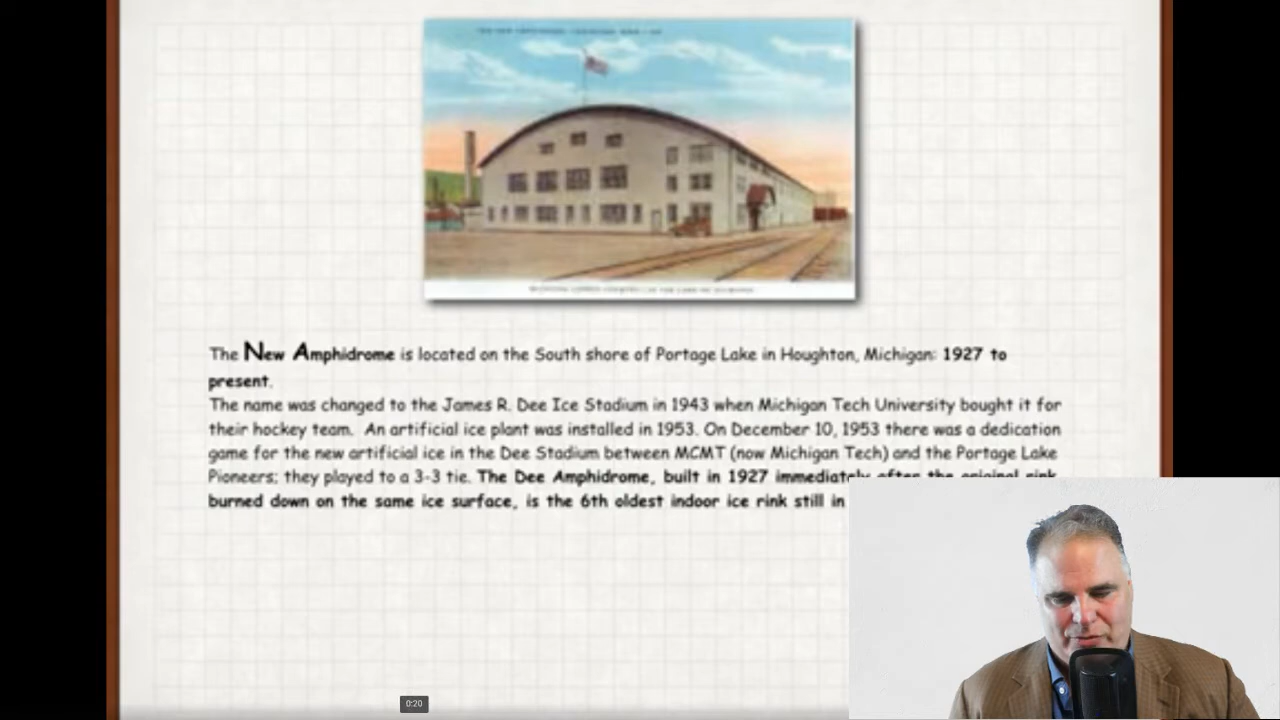 The New Amphidrome is located on the South shore of Portage Lake in Houghton, Michigan: 1927 to
present.
The name was changed to the James R. Dee Ice Stadium in 1943 when Michigan Tech University bought it for
their hockey team. An artificial ice plant was installed in 1953. On December 10, 1953 there was a dedication
game for the new artificial ice in the Dee Stadium between MCMT (now Michigan Tech) and the Portage Lake
Pioneers; they played to a 3-3 tie. The Dee Amphidrome, built in 1927 immediately after the original rink
burned down on the same ice surface, is the 6th oldest indoor ice rink still in
0:20